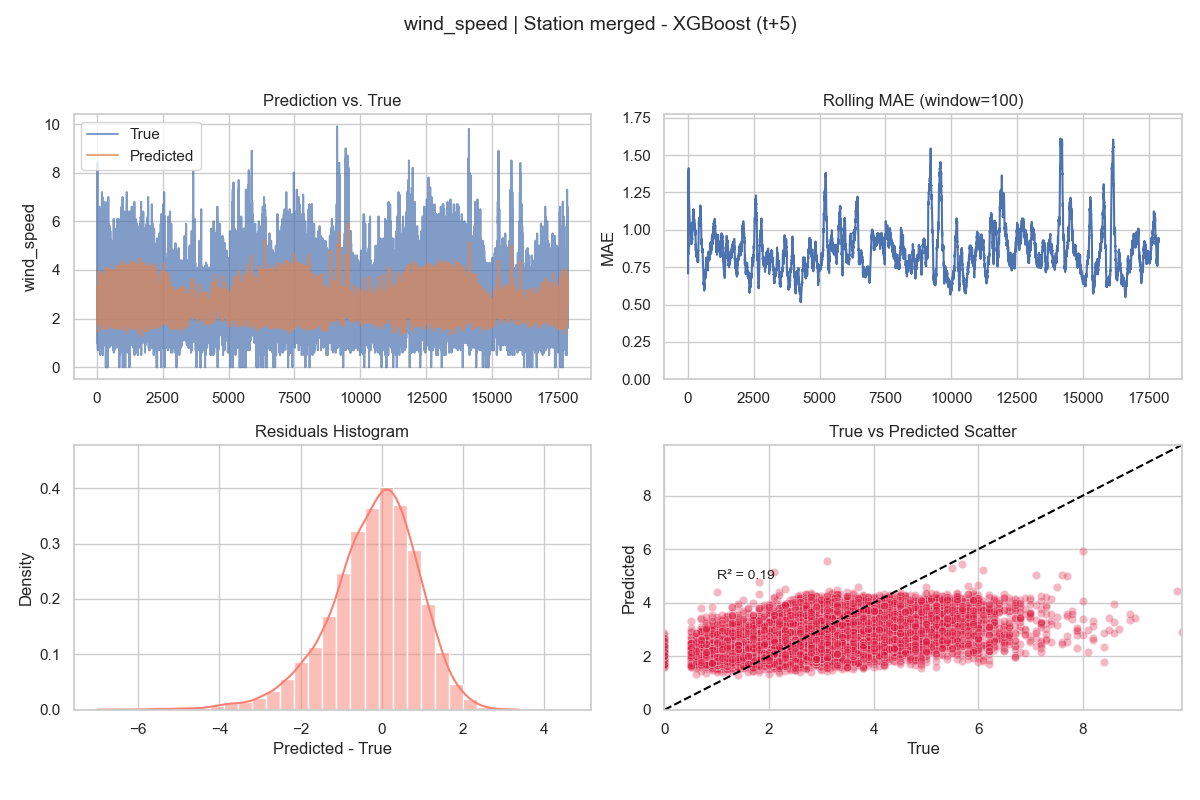 wind_speed | Station merged - XGBoost (t+5)
Prediction vs. True
True
Predicted
wind_speed
10
8
6
4
2
0
0 2500 5000 7500 10000 12500 15000 17500
Rolling MAE (window=100)
MAE
1.75
1.50
1.25
1.00
0.75
0.50
0.25
0.00
0 2500 5000 7500 10000 12500 15000 17500
Residuals Histogram
Density
0.4
0.3
0.2
0.1
0.0
−6 −4 −2 0 2 4
Predicted - True
True vs Predicted Scatter
Predicted
8
6
4
2
0
R² = 0.19
0 2 4 6 8
True